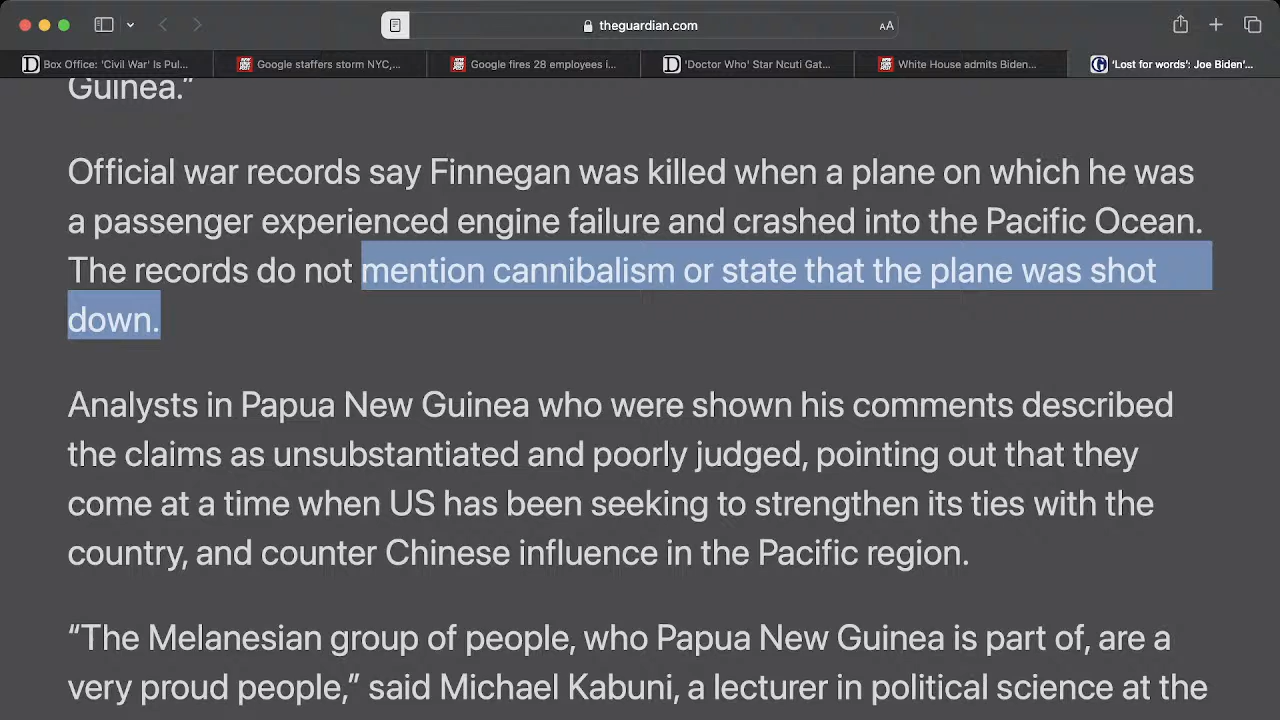 theguardian.com
AA
Box Office: 'Civil War' Is Pul...
Google staffers storm NYC,...
Google fires 28 employees i...
'Doctor Who' Star Ncuti Gat...
White House admits Biden...
'Lost for words': Joe Biden'...
Guinea.”
Official war records say Finnegan was killed when a plane on which he was
a passenger experienced engine failure and crashed into the Pacific Ocean.
The records do not mention cannibalism or state that the plane was shot
down.
Analysts in Papua New Guinea who were shown his comments described
the claims as unsubstantiated and poorly judged, pointing out that they
come at a time when US has been seeking to strengthen its ties with the
country, and counter Chinese influence in the Pacific region.
“The Melanesian group of people, who Papua New Guinea is part of, are a
very proud people,” said Michael Kabuni, a lecturer in political science at the